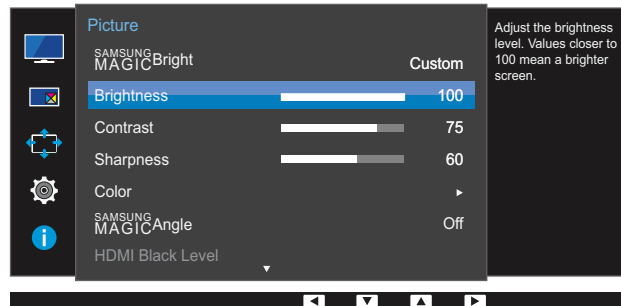 Picture
SAMSUNG
MAGICBright Custom
Brightness 100
Contrast 75
Sharpness 60
Color
SAMSUNG
MAGICAngle Off
HDMI Black Level
Adjust the brightness
level. Values closer to
100 mean a brighter
screen.